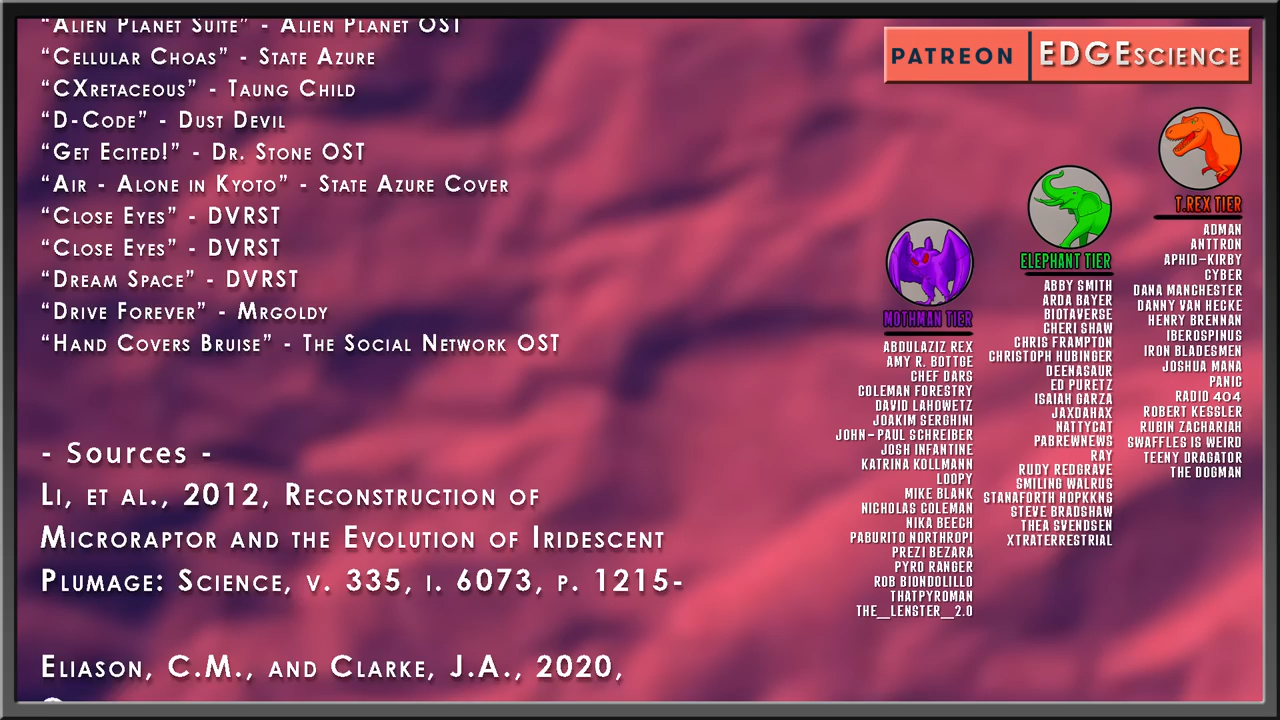 “Alien Planet Suite” - Alien Planet OST
“Cellular Choas” - State Azure
“CXretaceous” - Taung Child
“D-Code” - Dust Devil
“Get Ecited!” - Dr. Stone OST
“Air - Alone in Kyoto” - State Azure Cover
“Close Eyes” - DVRST
“Close Eyes” - DVRST
“Dream Space” - DVRST
“Drive Forever” - Mrgoldy
“Hand Covers Bruise” - The Social Network OST
- Sources -
Li, et al., 2012, Reconstruction of
Microraptor and the Evolution of Iridescent
Plumage: Science, v. 335, i. 6073, p. 1215-
Eliason, C.M., and Clarke, J.A., 2020,
PATREON | EDGEscience
MOTHMAN TIER
ABDULAZIZ REX
AMY R. BOTTGE
CHEF DARS
COLEMAN FORESTRY
DAVID LAHOWETZ
JOAKIM SERGHINI
JOHN-PAUL SCHREIBER
JOSH INFANTINE
KATRINA KOLLMANN
LOOPY
MIKE BLANK
NICHOLAS COLEMAN
NIKA BEECH
PABURITO NORTHROPI
PREZI BEZARA
PYRO RANGER
ROB BIONDOLILLO
THATPYROMAN
THE__LENSTER__2.0
ELEPHANT TIER
ABBY SMITH
ARDA BAYER
BIOTAVERSE
CHERI SHAW
CHRIS FRAMPTON
CHRISTOPH HUBINGER
DEENASAUR
ED PURETZ
ISAIAH GARZA
JAXDAHAX
NATTYCAT
PABREWNEWS
RAY
RUDY REDGRAVE
SMILING WALRUS
STANAFORTH HOPKKNS
STEVE BRADSHAW
THEA SVENDSEN
XTRATERRESTRIAL
T.REX TIER
ADMAN
ANTTRON
APHID-KIRBY
CYBER
DANA MANCHESTER
DANNY VAN HECKE
HENRY BRENNAN
IBEROSPINUS
IRON BLADESMEN
JOSHUA MANA
PANIC
RADIO 404
ROBERT KESSLER
RUBIN ZACHARIAH
SWAFFLES IS WEIRD
TEENY DRAGATOR
THE DOGMAN